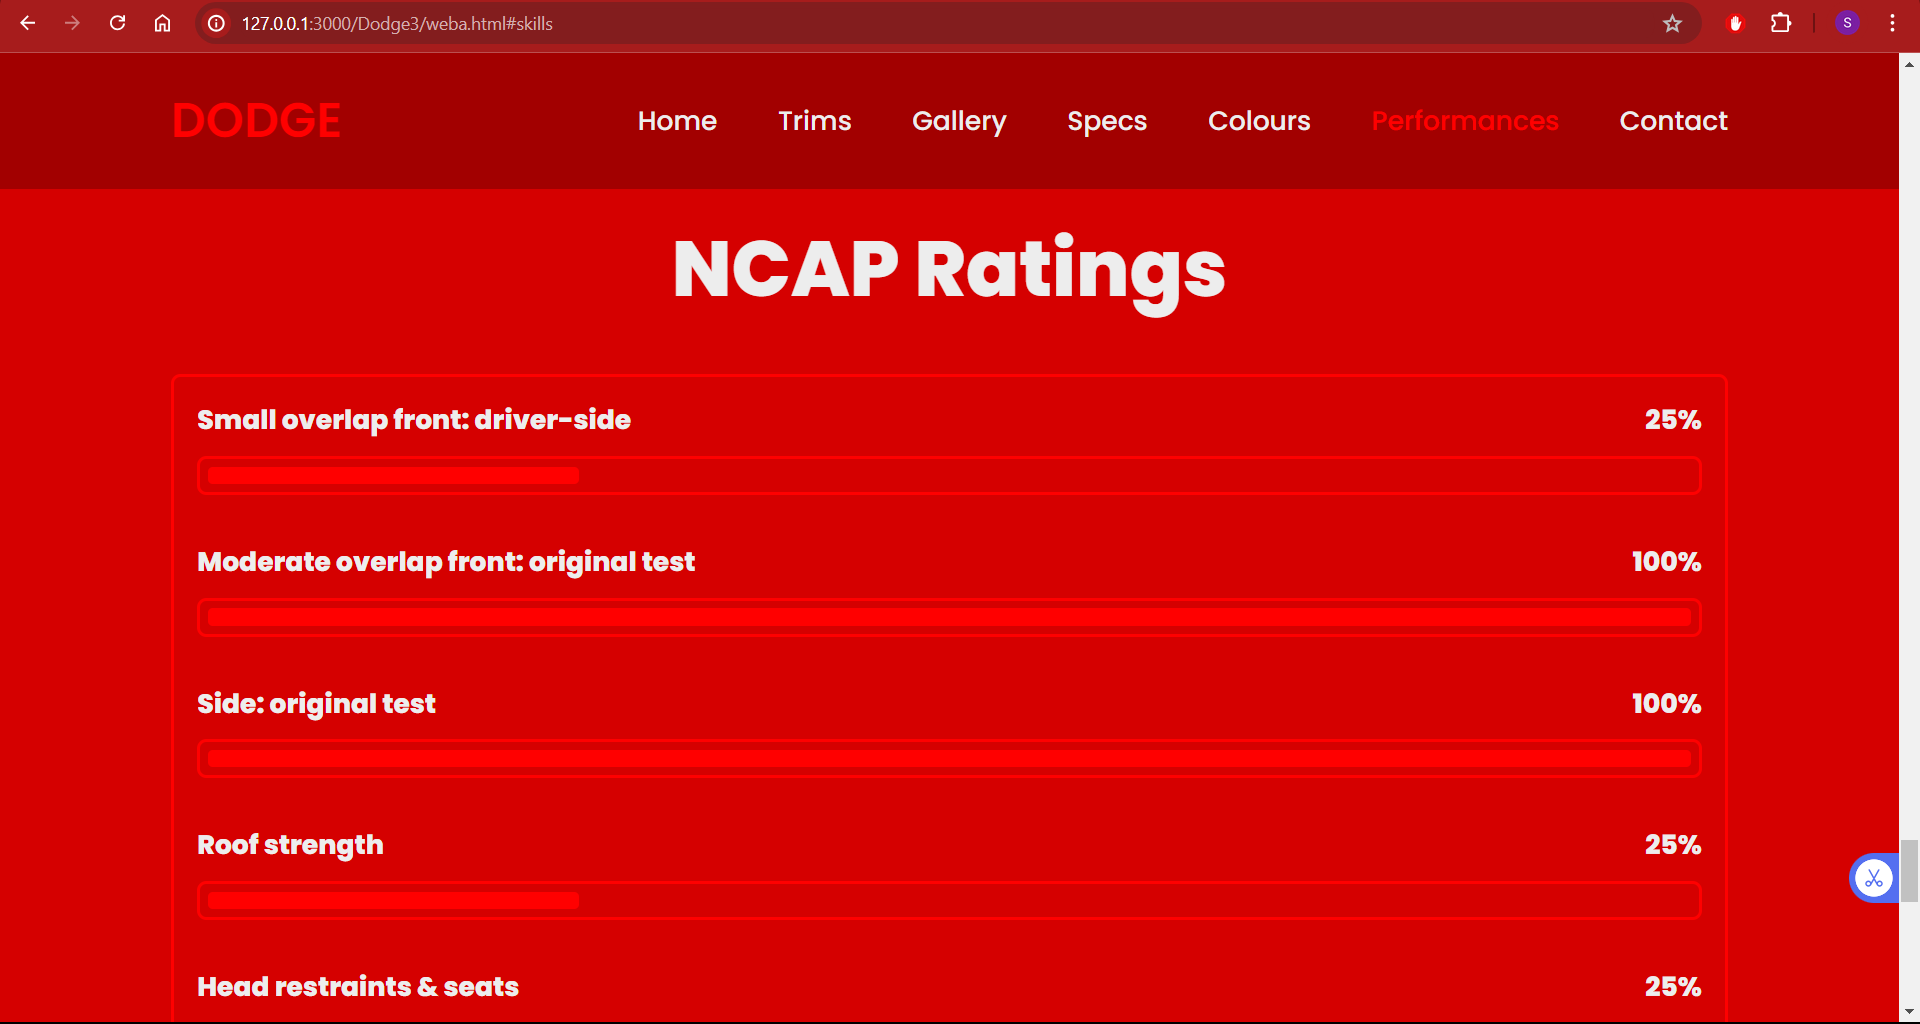 127.0.0.1:3000/Dodge3/weba.html#skills
S
DODGE
Home Trims Gallery Specs Colours Performances Contact
NCAP Ratings
Small overlap front: driver-side 25%
Moderate overlap front: original test 100%
Side: original test 100%
Roof strength 25%
Head restraints & seats 25%